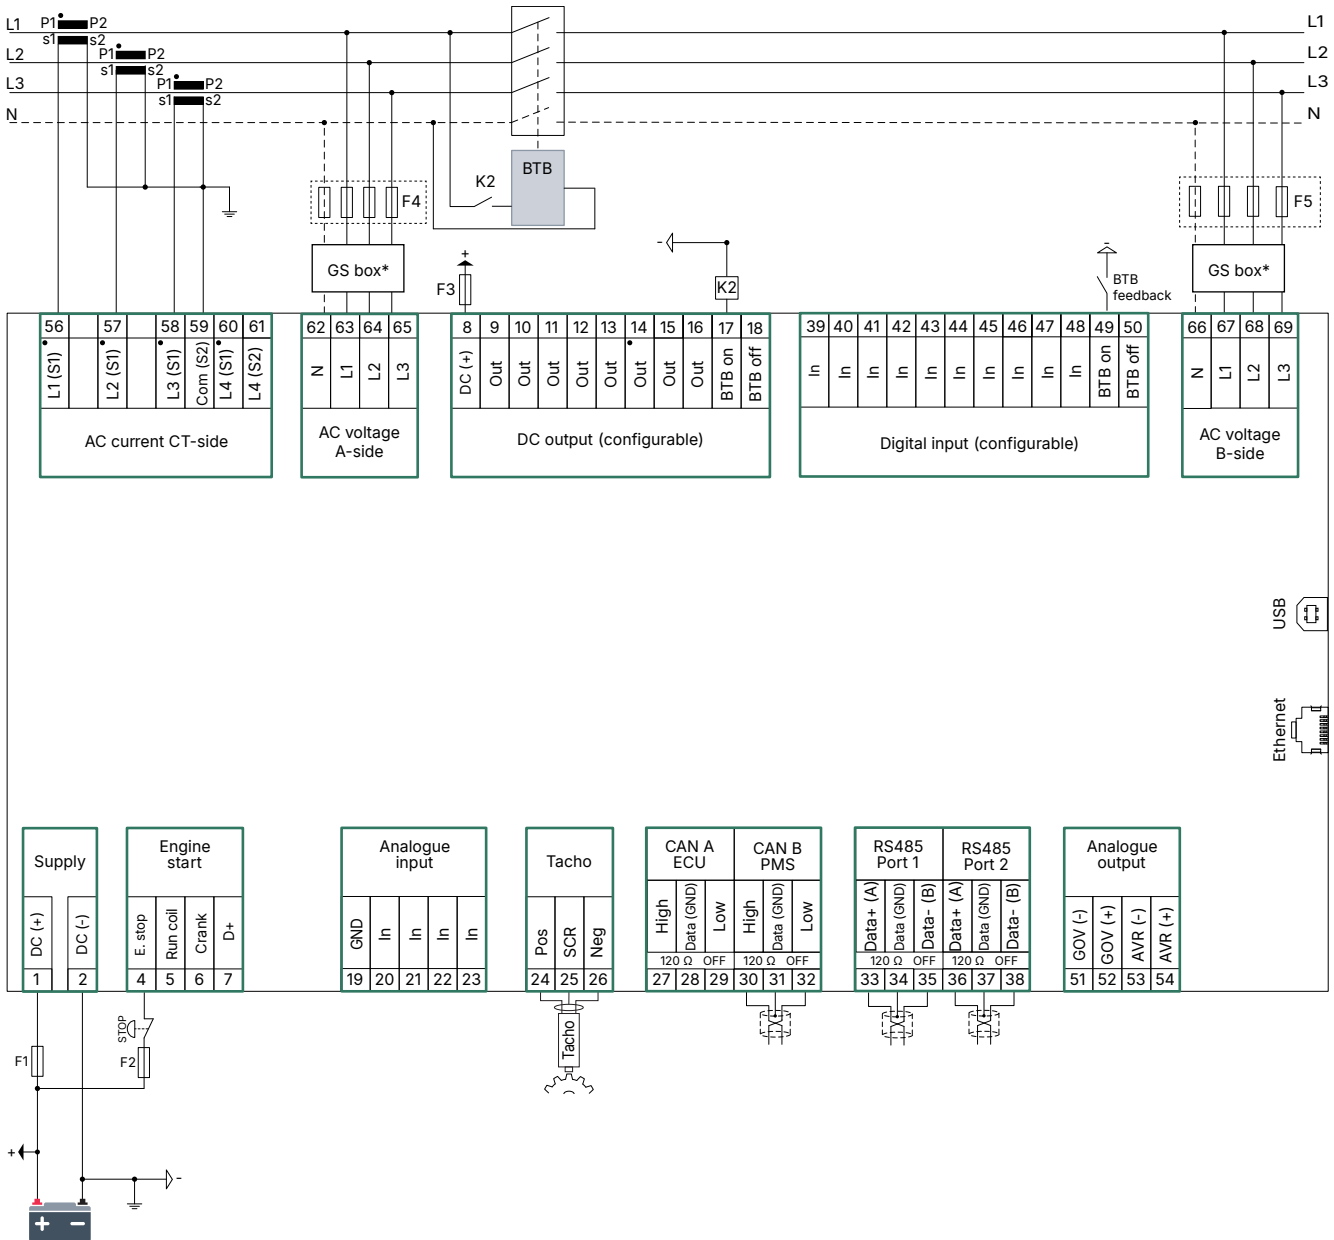 L1 P1 P2 L1
s1 s2
L2 P1 P2 L2
s1 s2
L3 P1 P2 L3
s1 s2
N N
BTB
K2
F4
F5
GS box*
+
F3
-
K2
-
BTB
feedback
GS box*
56 57 58 59 60 61
L1 (S1) L2 (S1) L3 (S1) Com (S2) L4 (S1) L4 (S2)
AC current CT-side
62 63 64 65
N L1 L2 L3
AC voltage
A-side
8 9 10 11 12 13 14 15 16 17 18
DC (+) Out Out Out Out Out Out Out Out BTB on BTB off
DC output (configurable)
39 40 41 42 43 44 45 46 47 48 49 50
In In In In In In In In In In BTB on BTB off
Digital input (configurable)
66 67 68 69
N L1 L2 L3
AC voltage
B-side
USB
Ethernet
Supply
DC (+) DC (-)
1 2
Engine
start
E. stop Run coil Crank D+
4 5 6 7
Analogue
input
GND In In In In
19 20 21 22 23
Tacho
Pos SCR Neg
24 25 26
CAN A
ECU
High Data (GND) Low
120 Ω OFF
27 28 29
CAN B
PMS
High Data (GND) Low
120 Ω OFF
30 31 32
RS485
Port 1
Data+ (A) Data (GND) Data- (B)
120 Ω OFF
33 34 35
RS485
Port 2
Data+ (A) Data (GND) Data- (B)
120 Ω OFF
36 37 38
Analogue
output
GOV (-) GOV (+) AVR (-) AVR (+)
51 52 53 54
STOP
F1
F2
Tacho
+
-
+ −